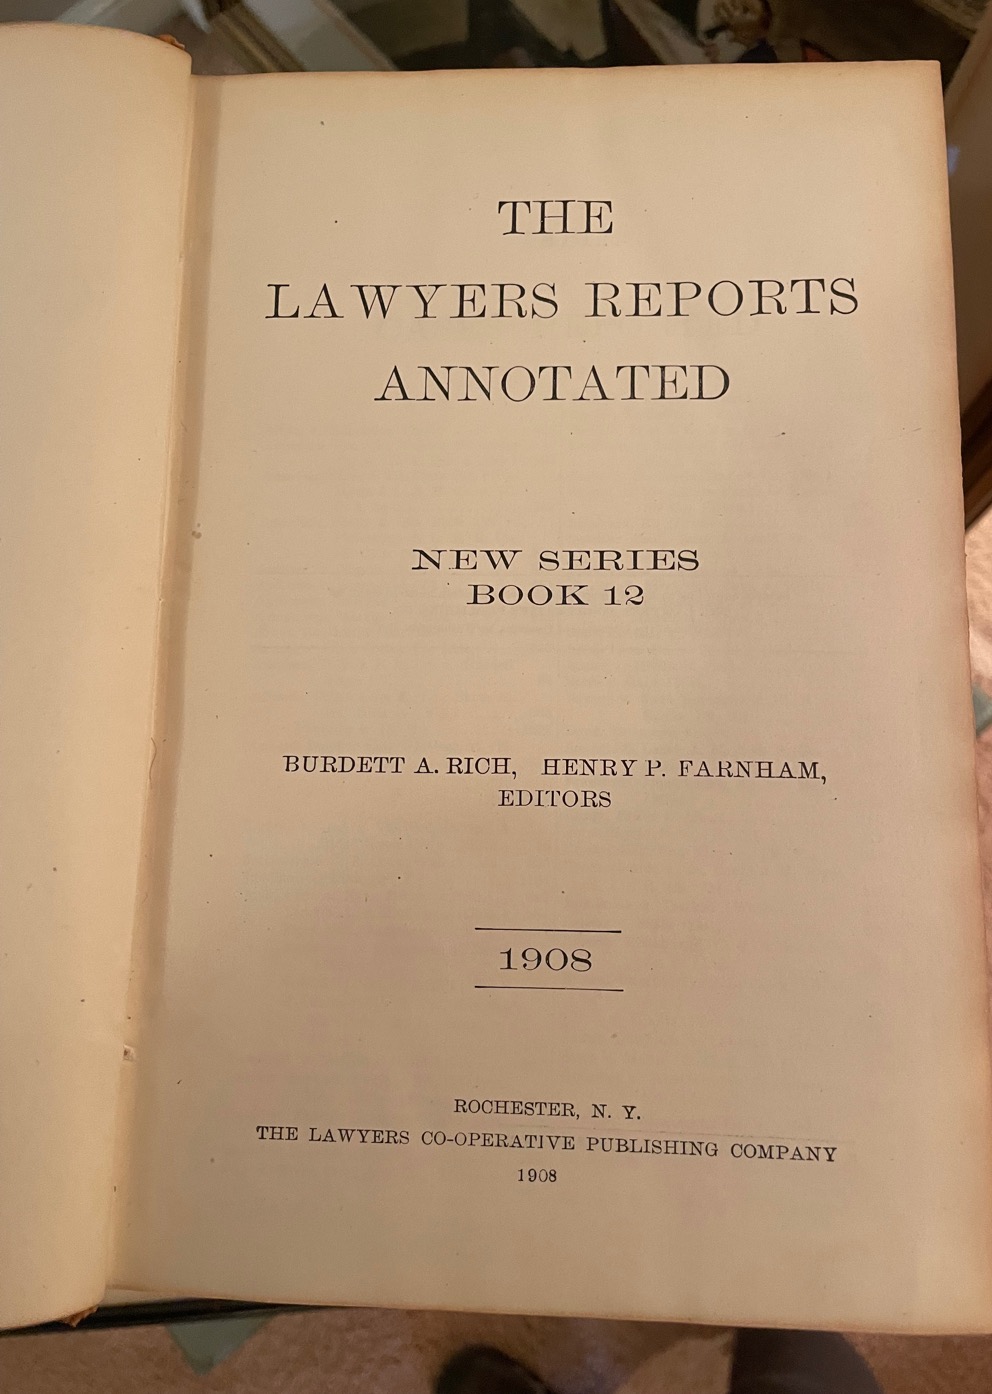 THE
LAWYERS REPORTS
ANNOTATED
NEW SERIES
BOOK 12
BURDETT A. RICH, HENRY P. FARNHAM,
EDITORS
1908
ROCHESTER, N. Y.
THE LAWYERS CO-OPERATIVE PUBLISHING COMPANY
1908